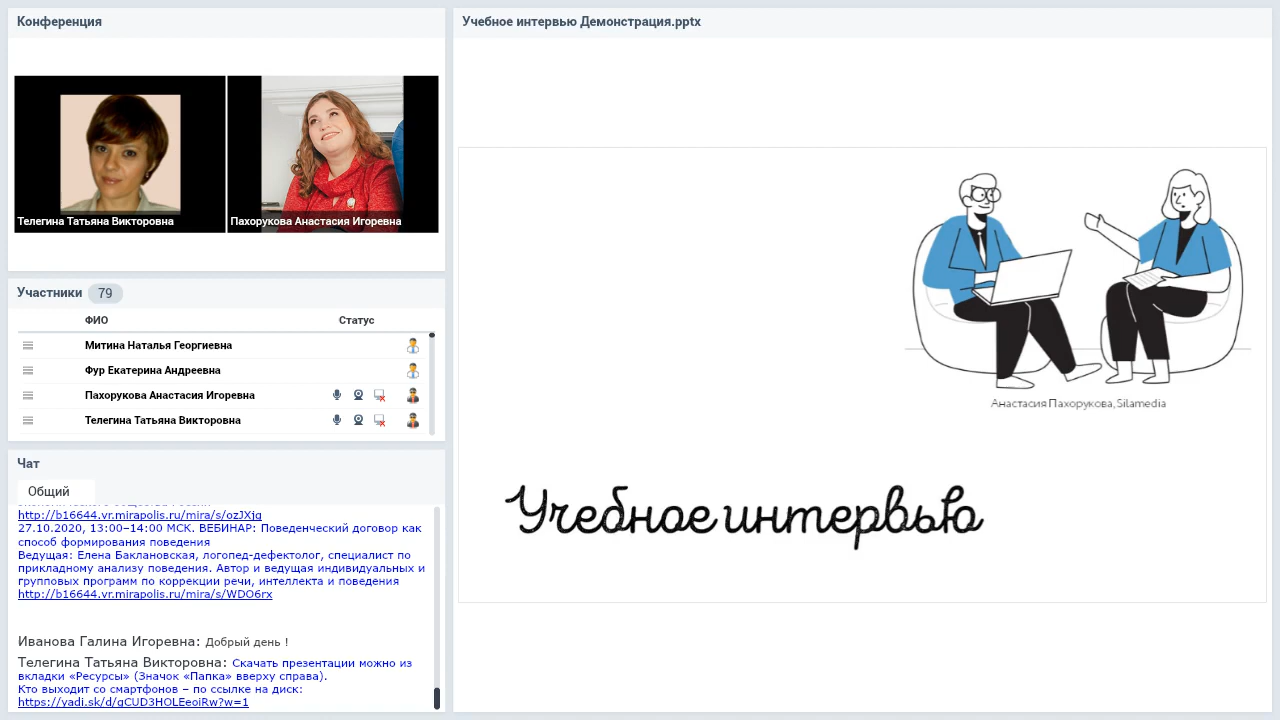 Конференция
Телегина Татьяна Викторовна
Пахорукова Анастасия Игоревна
Участники 79
ФИО Статус
Митина Наталья Георгиевна
Фур Екатерина Андреевна
Пахорукова Анастасия Игоревна
Телегина Татьяна Викторовна
Чат
Общий
http://b16644.vr.mirapolis.ru/mira/s/ozJXjq
27.10.2020, 13:00–14:00 МСК. ВЕБИНАР: Поведенческий договор как
способ формирования поведения
Ведущая: Елена Баклановская, логопед-дефектолог, специалист по
прикладному анализу поведения. Автор и ведущая индивидуальных и
групповых программ по коррекции речи, интеллекта и поведения
http://b16644.vr.mirapolis.ru/mira/s/WDO6rx
Иванова Галина Игоревна: Добрый день !
Телегина Татьяна Викторовна: Скачать презентации можно из
вкладки «Ресурсы» (Значок «Папка» вверху справа).
Кто выходит со смартфонов – по ссылке на диск:
https://yadi.sk/d/gCUD3HOLEeoiRw?w=1
Учебное интервью Демонстрация.pptx
Анастасия Пахорукова, Silamedia
Учебное интервью